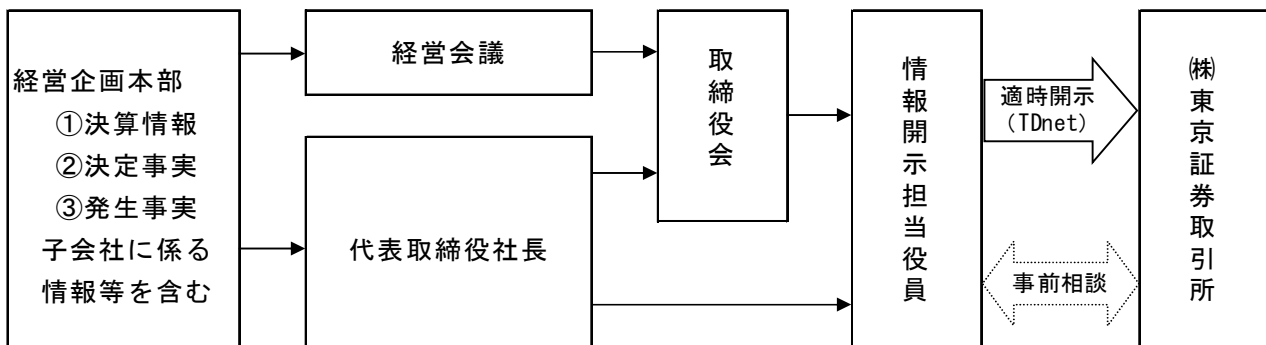 経営企画本部
①決算情報
②決定事実
③発生事実
子会社に係る
情報等を含む
経営会議
代表取締役社長
取締役会
情報開示担当役員
適時開示
（TDnet）
事前相談
㈱東京証券取引所